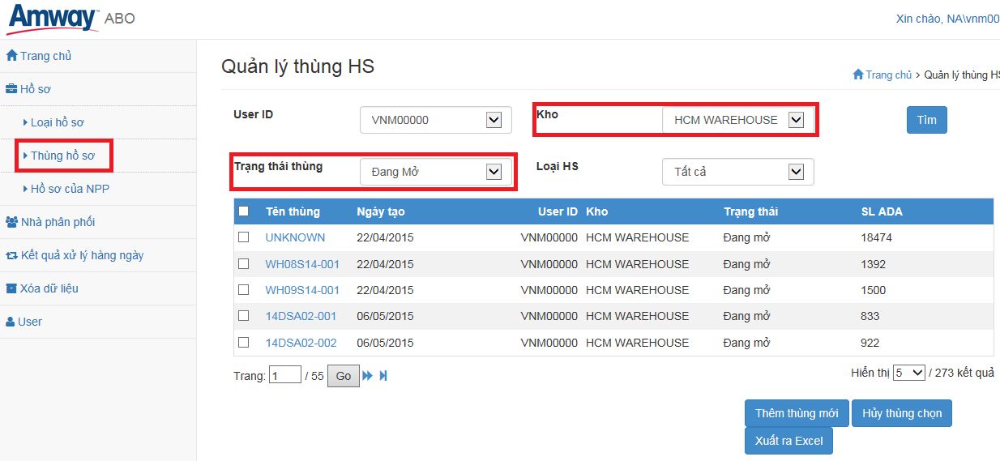 Amway ABO
Xin chào, NA\vnm00
Trang chủ
Hồ sơ
Loại hồ sơ
Thùng hồ sơ
Hồ sơ của NPP
Nhà phân phối
Kết quả xử lý hàng ngày
Xóa dữ liệu
User
Quản lý thùng HS
Trang chủ > Quản lý thùng HS
User ID VNM00000 Kho HCM WAREHOUSE Tìm
Trạng thái thùng Đang Mở Loại HS Tất cả
Tên thùng Ngày tạo User ID Kho Trạng thái SL ADA
UNKNOWN 22/04/2015 VNM00000 HCM WAREHOUSE Đang mở 18474
WH08S14-001 22/04/2015 VNM00000 HCM WAREHOUSE Đang mở 1392
WH09S14-001 22/04/2015 VNM00000 HCM WAREHOUSE Đang mở 1500
14DSA02-001 06/05/2015 VNM00000 HCM WAREHOUSE Đang mở 833
14DSA02-002 06/05/2015 VNM00000 HCM WAREHOUSE Đang mở 922
Trang: 1 / 55 Go Hiển thị 5 / 273 kết quả
Thêm thùng mới Hủy thùng chọn
Xuất ra Excel